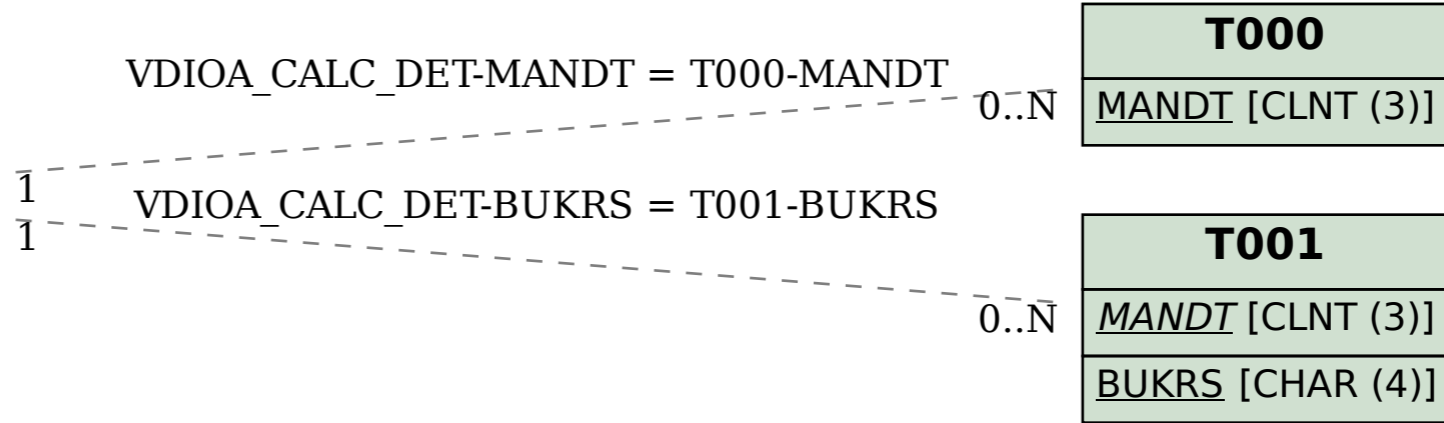 VDIOA_CALC_DET-MANDT = T000-MANDT
0..N
1
T000
MANDT [CLNT (3)]
VDIOA_CALC_DET-BUKRS = T001-BUKRS
1
0..N
T001
MANDT [CLNT (3)]
BUKRS [CHAR (4)]